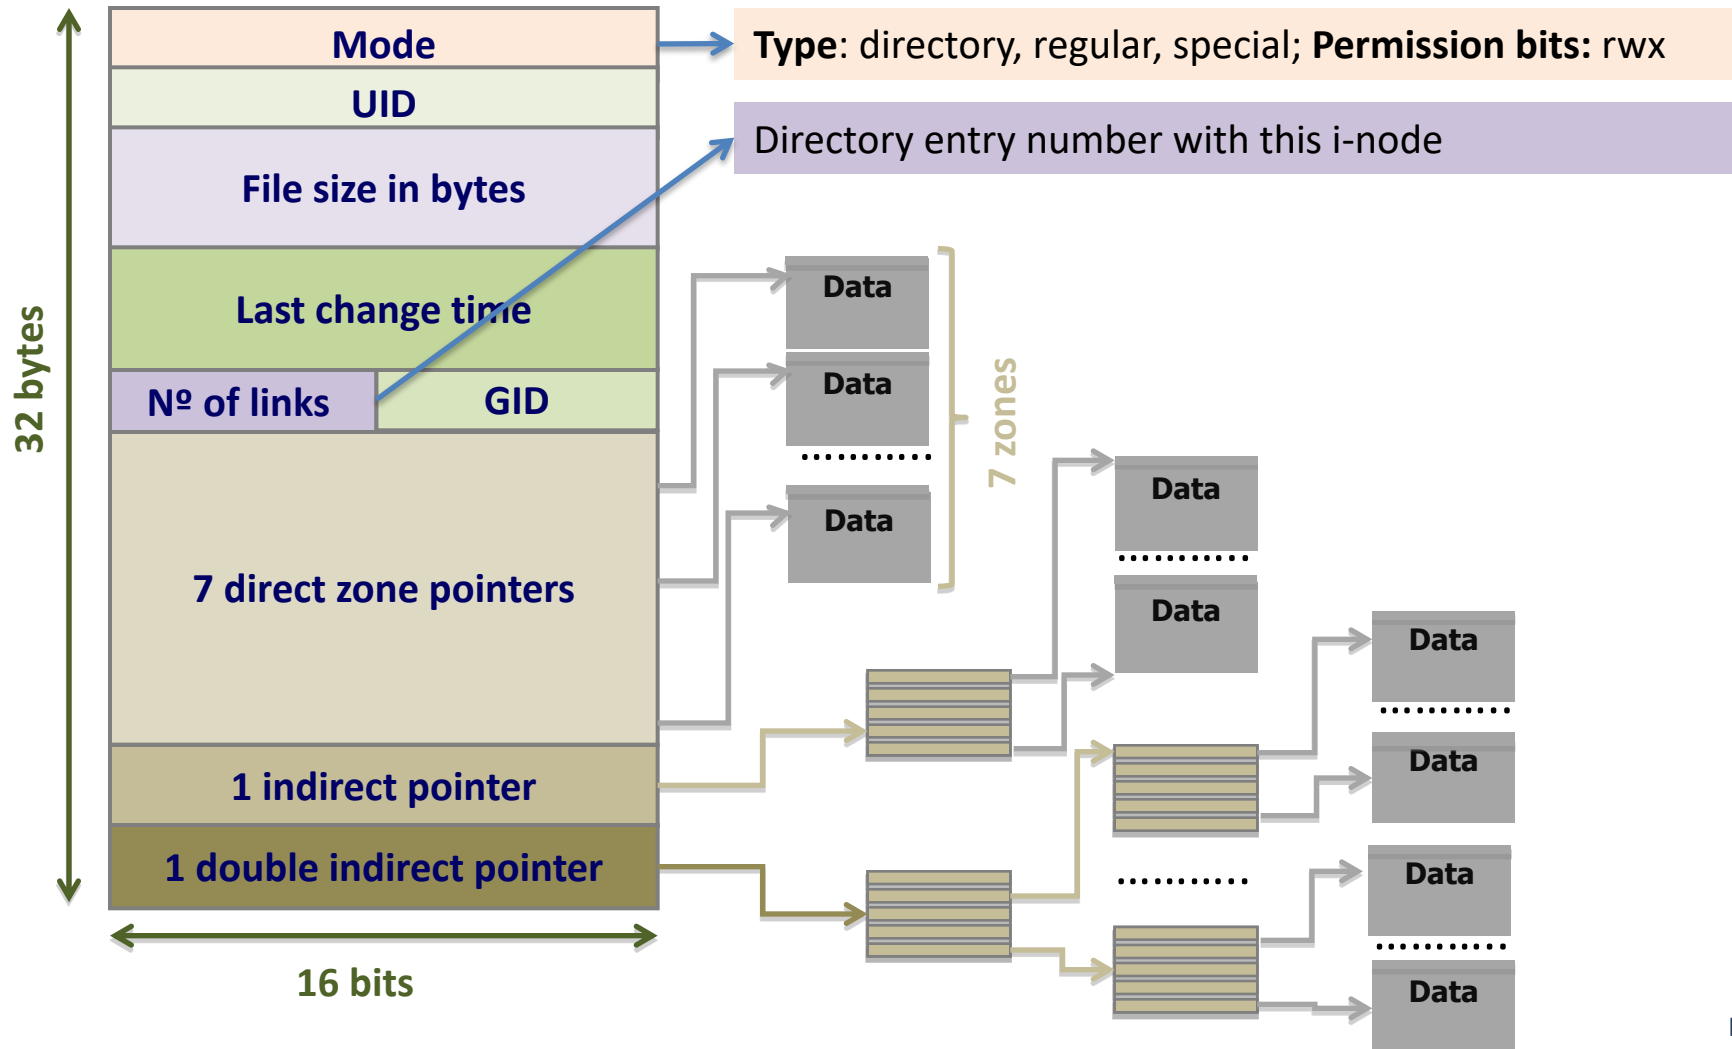 Mode
Type: directory, regular, special; Permission bits: rwx
UID
Directory entry number with this i-node
File size in bytes
Last change time
Nº of links
GID
32 bytes
7 direct zone pointers
1 indirect pointer
1 double indirect pointer
16 bits
Data
Data
Data
7 zones
Data
Data
Data
Data
Data
Data